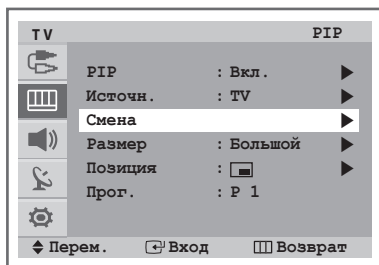 TV PIP
PIP : Вкл.
Источн. : TV
Смена
Размер : Большой
Позиция :
Прог. : P 1
Перем. Вход Возврат